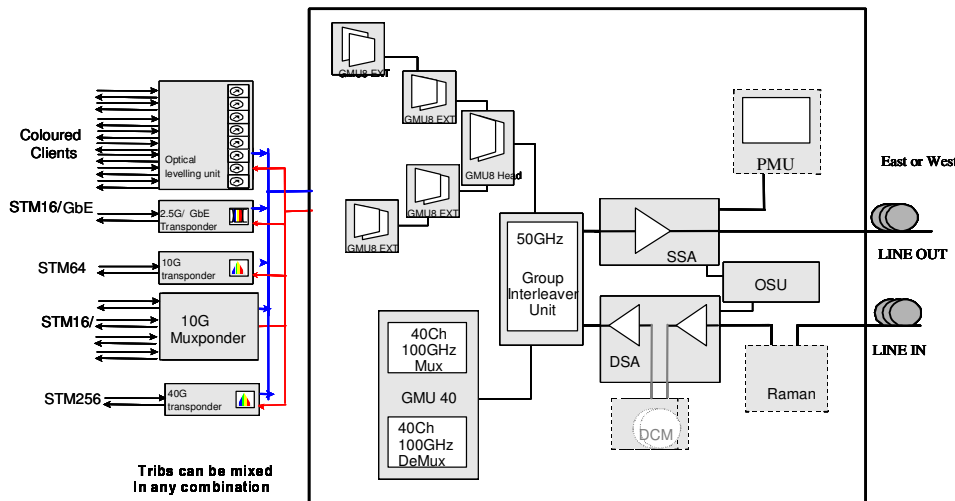 Coloured
Clients
Optical
levelling unit
STM16/GbE
2.5G/ GbE
Transponder
STM64
10G
transponder
STM16/
10G
Muxponder
STM256
40G
transponder
Tribs can be mixed
In any combination
GMU8 EXT
GMU8 EXT
GMU8 Head
GMU8 EXT
GMU8 EXT
50GHz
Group
Interleaver
Unit
40Ch
100GHz
Mux
GMU 40
40Ch
100GHz
DeMux
PMU
SSA
OSU
DSA
DCM
Raman
East or West
LINE OUT
LINE IN